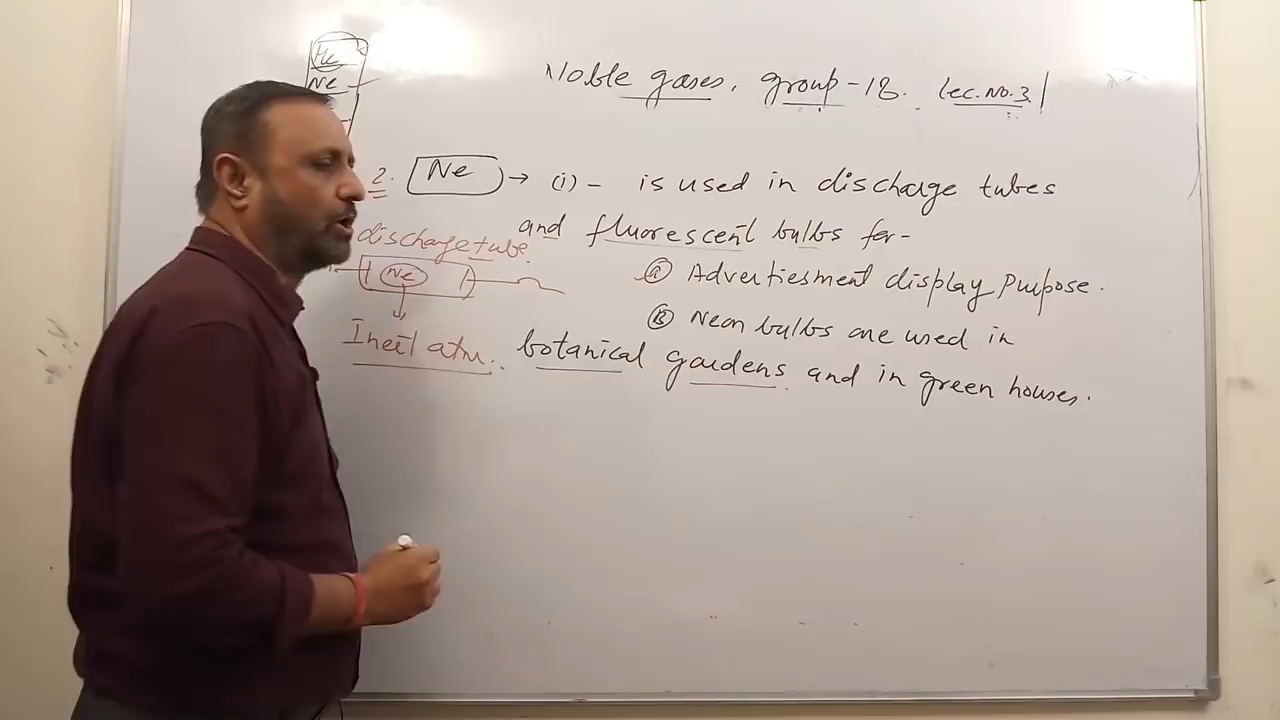 He
Ne
Noble gases, group-18. Lec. No. 3
2. Ne → (i) - is used in discharge tubes
and fluorescent bulbs for-
discharge tube.
Ne
(a) Advertiesment display Purpose.
(b) Neon bulbs are used in
Inert atm.
botanical gardens and in green houses.